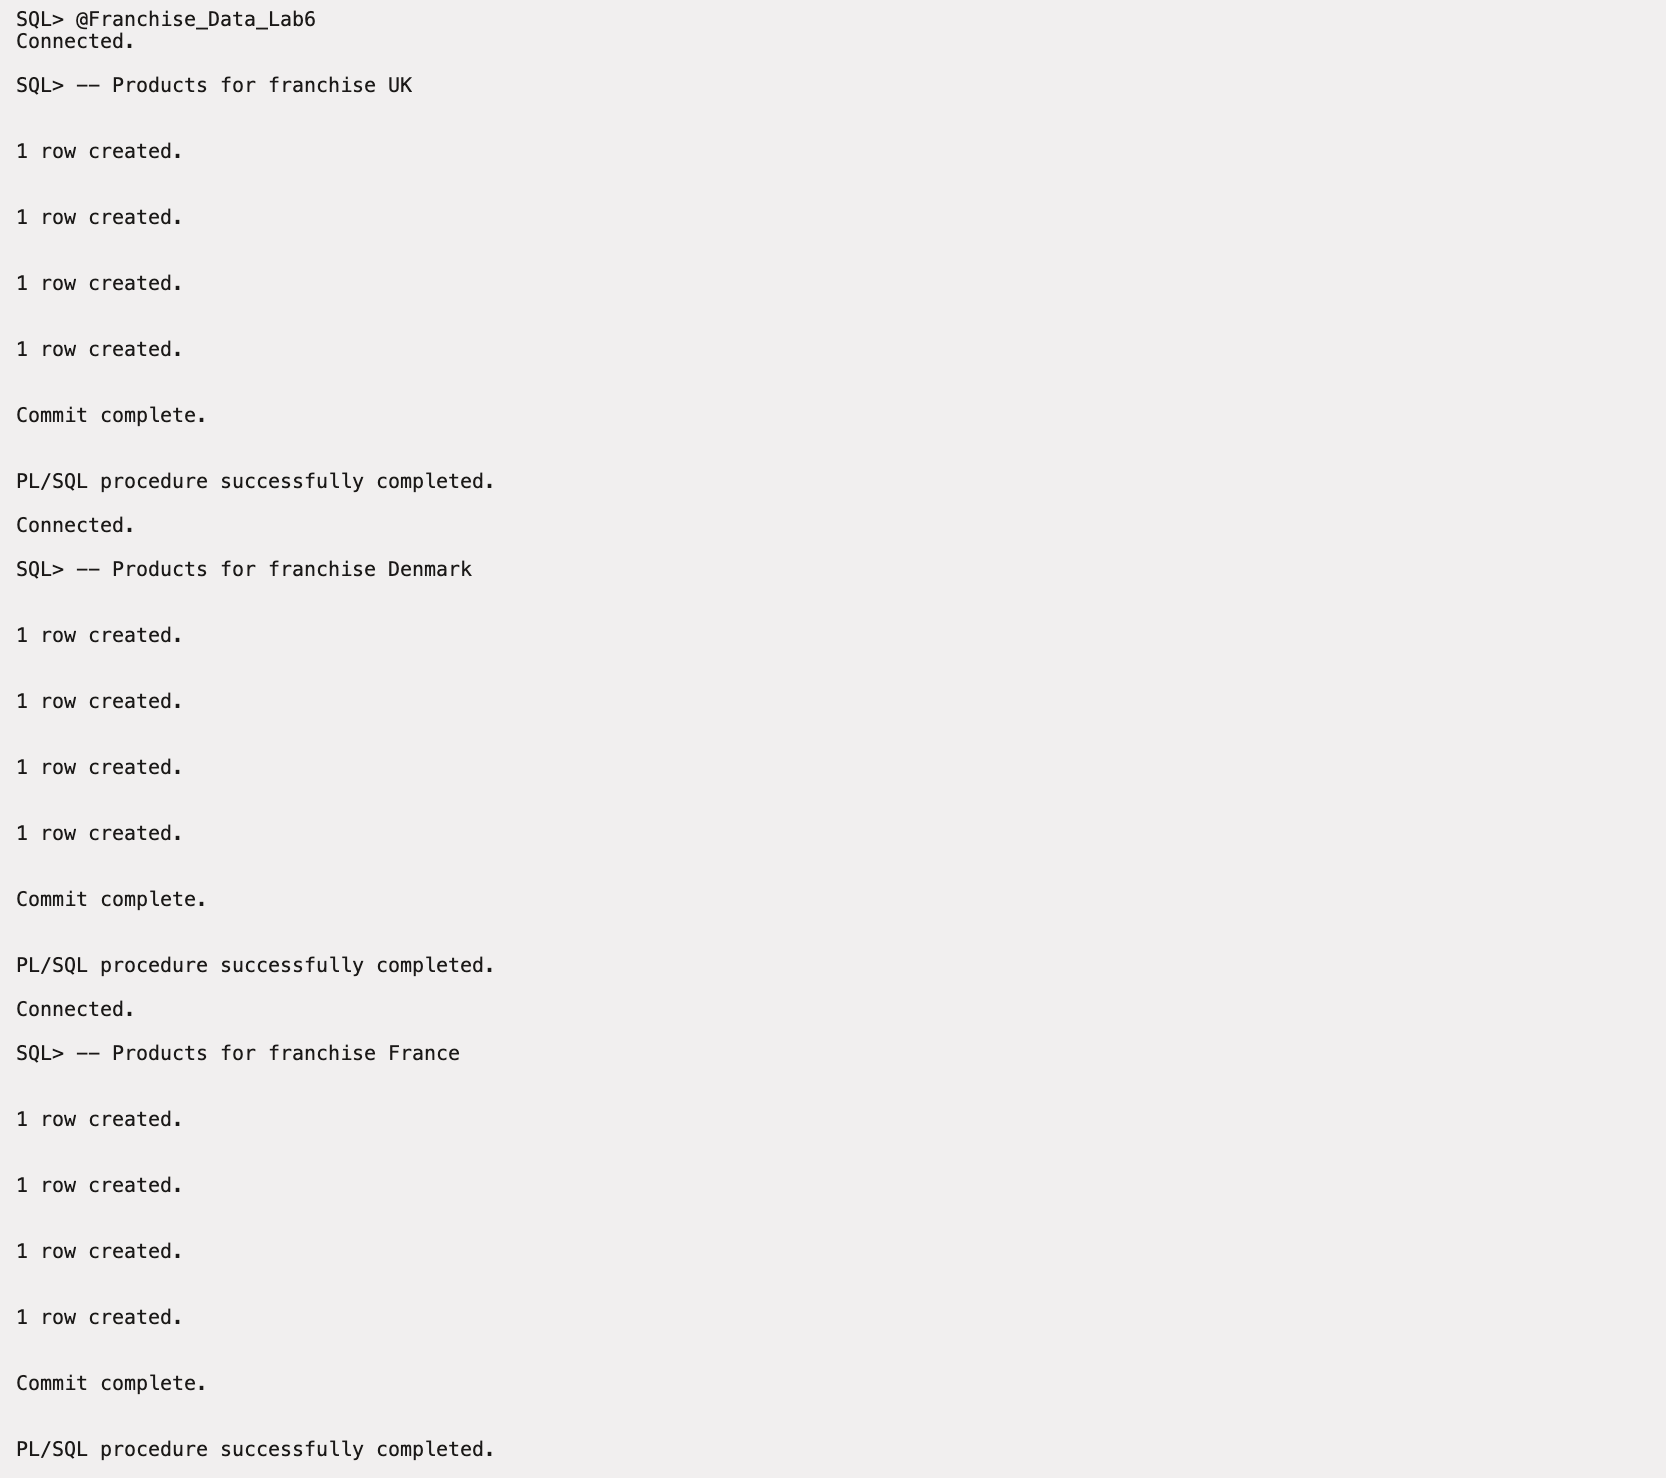 SQL> @Franchise_Data_Lab6
Connected.
SQL> -- Products for franchise UK
1 row created.
1 row created.
1 row created.
1 row created.
Commit complete.
PL/SQL procedure successfully completed.
Connected.
SQL> -- Products for franchise Denmark
1 row created.
1 row created.
1 row created.
1 row created.
Commit complete.
PL/SQL procedure successfully completed.
Connected.
SQL> -- Products for franchise France
1 row created.
1 row created.
1 row created.
1 row created.
Commit complete.
PL/SQL procedure successfully completed.